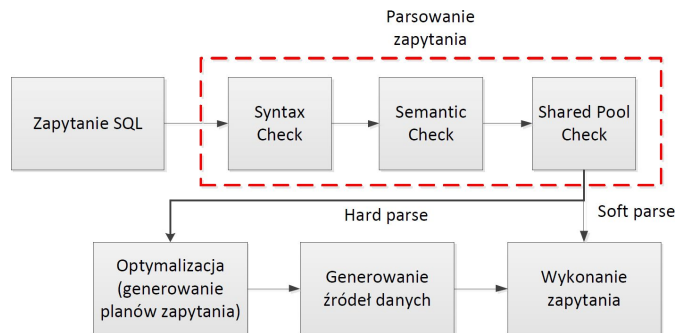 Parsowanie
zapytania
Zapytanie SQL
Syntax
Check
Semantic
Check
Shared Pool
Check
Hard parse
Soft parse
Optymalizacja
(generowanie
planów zapytania)
Generowanie
źródeł danych
Wykonanie
zapytania